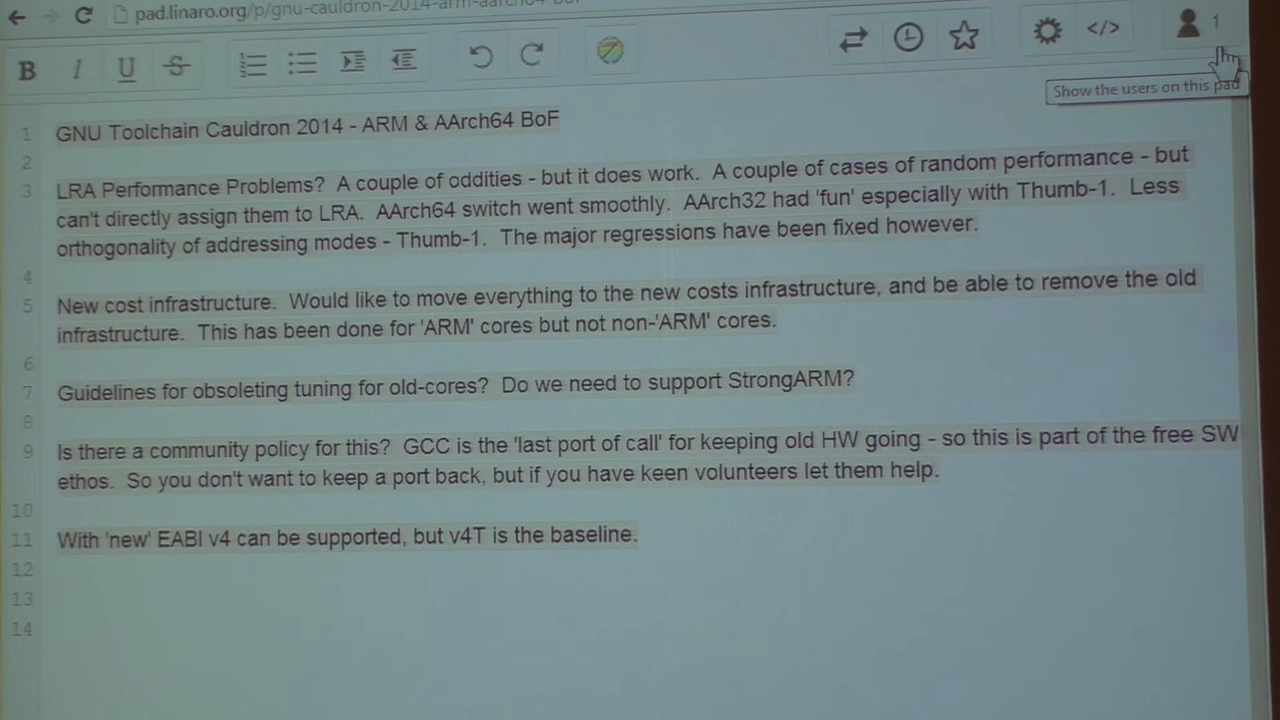 pad.linaro.org/p/gnu-cauldron-2014-arm-aarch64-BoF
B I U S </> 1
Show the users on this pad
1 GNU Toolchain Cauldron 2014 - ARM & AArch64 BoF
2
3 LRA Performance Problems? A couple of oddities - but it does work. A couple of cases of random performance - but
can't directly assign them to LRA. AArch64 switch went smoothly. AArch32 had 'fun' especially with Thumb-1. Less
orthogonality of addressing modes - Thumb-1. The major regressions have been fixed however.
4
5 New cost infrastructure. Would like to move everything to the new costs infrastructure, and be able to remove the old
infrastructure. This has been done for 'ARM' cores but not non-'ARM' cores.
6
7 Guidelines for obsoleting tuning for old-cores? Do we need to support StrongARM?
8
9 Is there a community policy for this? GCC is the 'last port of call' for keeping old HW going - so this is part of the free SW
ethos. So you don't want to keep a port back, but if you have keen volunteers let them help.
10
11 With 'new' EABI v4 can be supported, but v4T is the baseline.
12
13
14